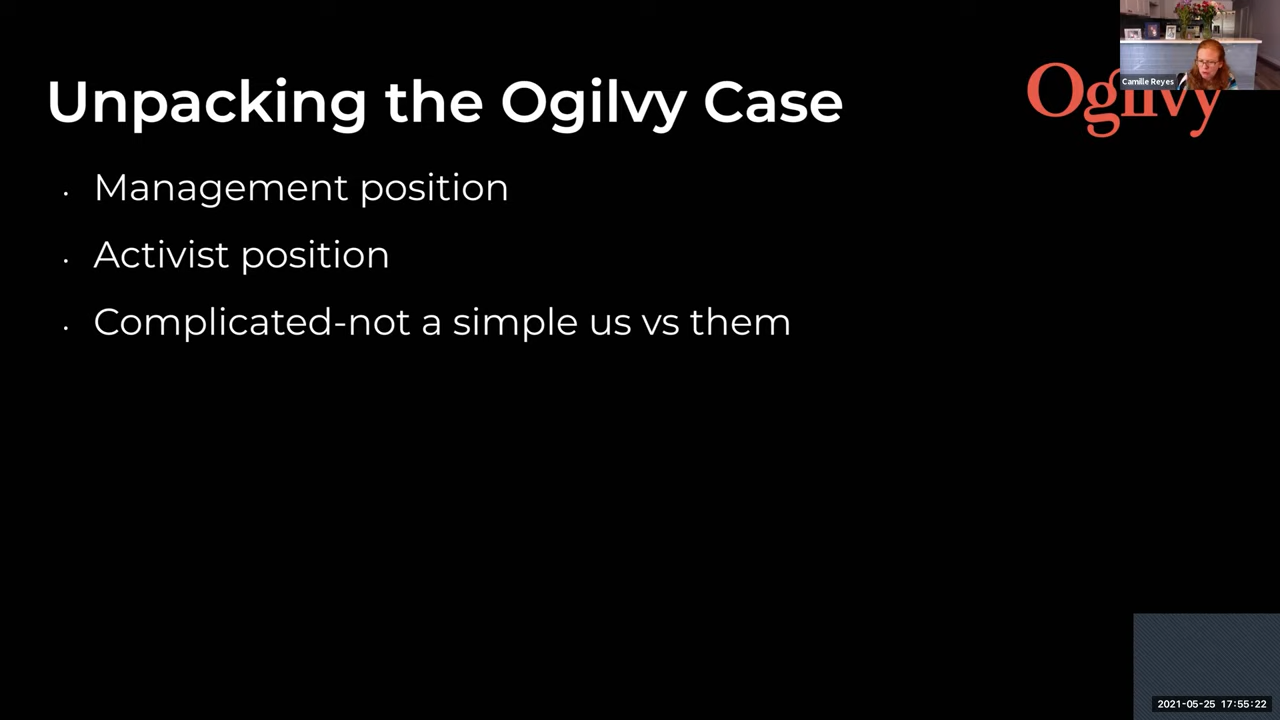 Unpacking the Ogilvy Case
Ogilvy
Camille Reyes
· Management position
· Activist position
· Complicated-not a simple us vs them
2021-05-25 17:55:22